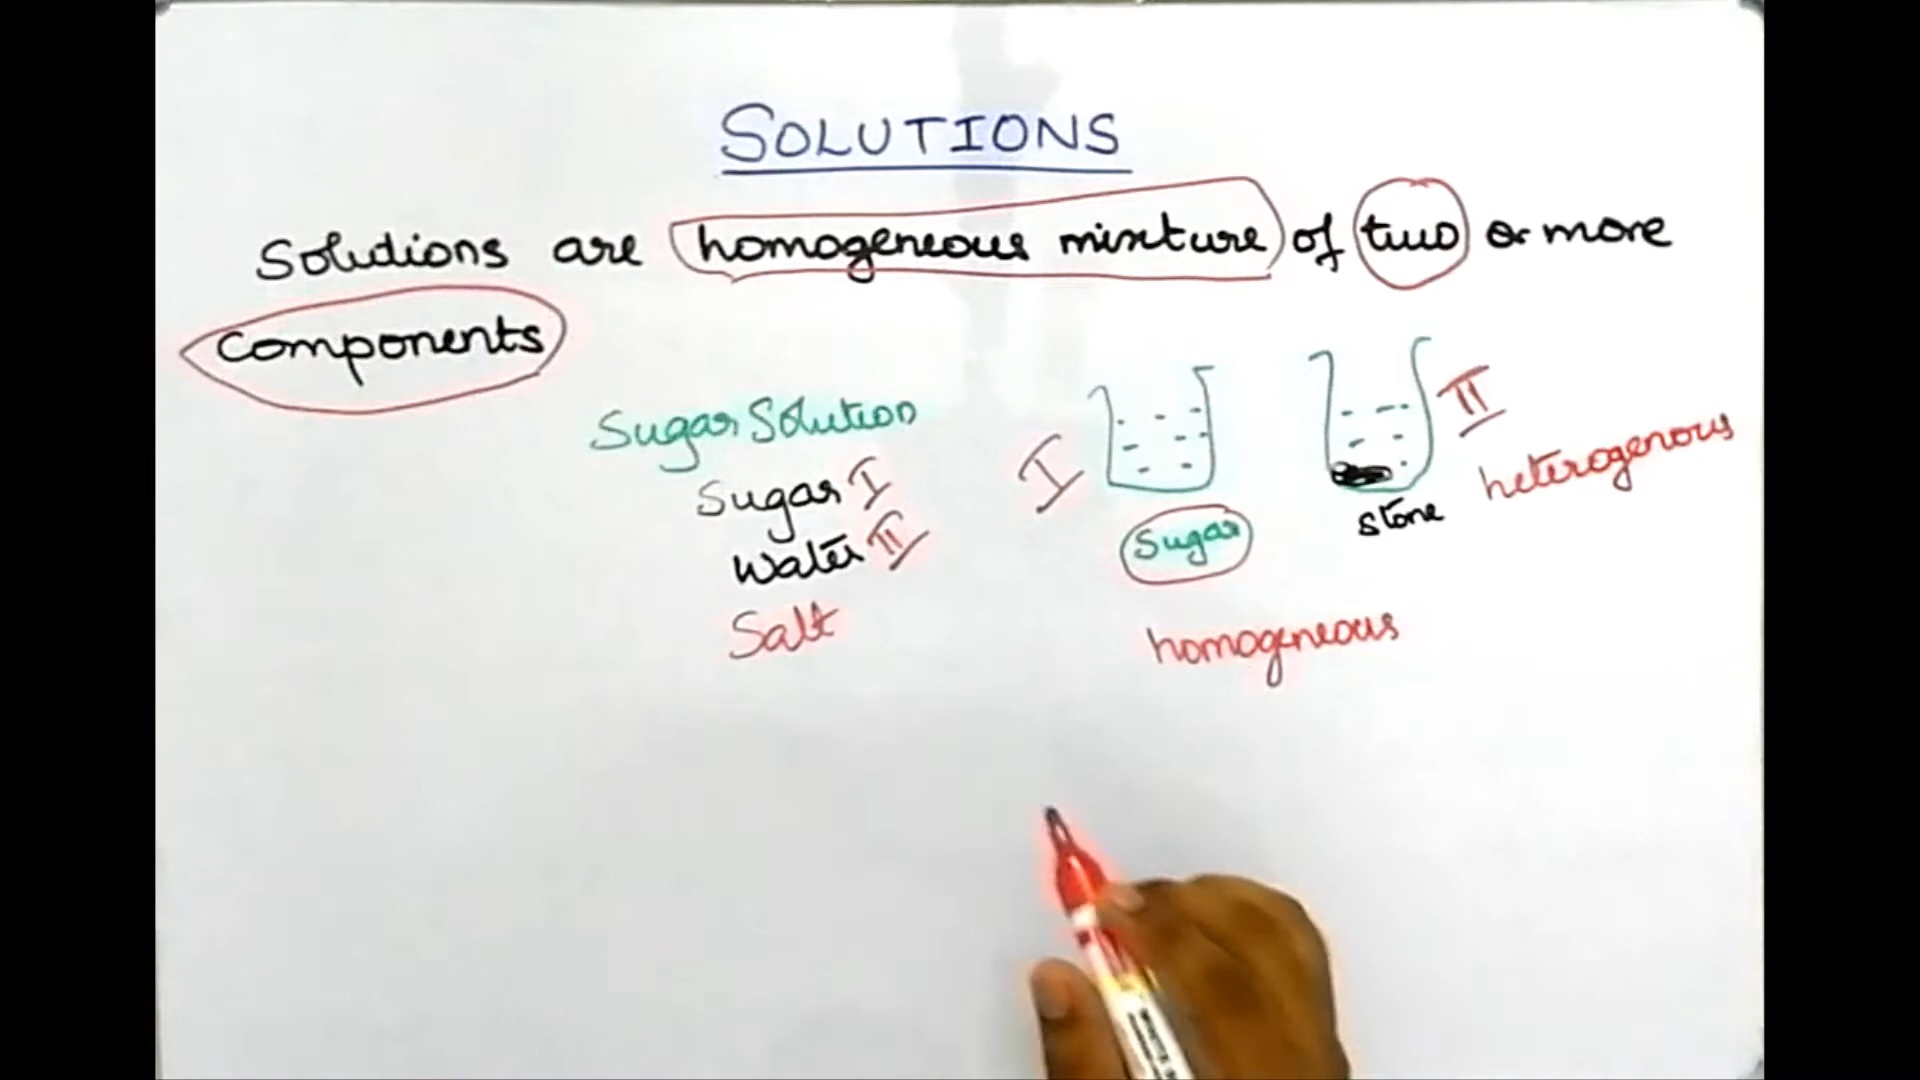 SOLUTIONS
Solutions are homogeneous mixture of two or more
Components
Sugar Solution
Sugar I
Water II
Salt
I
Sugar
homogeneous
II
stone
heterogenous